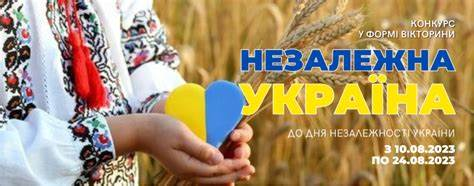 КОНКУРС
У ФОРМІ ВІКТОРИНИ
НЕЗАЛЕЖНА
УКРАЇНА
ДО ДНЯ НЕЗАЛЕЖНОСТІ УКРАЇНИ
З 10.08.2023
ПО 24.08.2023